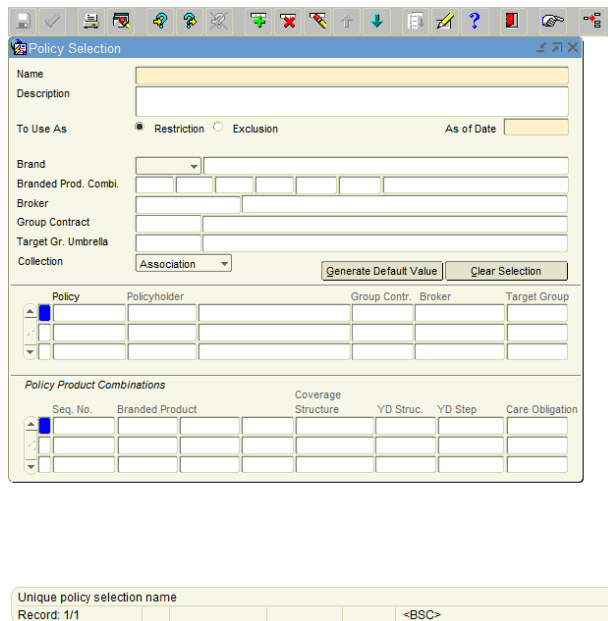 ?
Policy Selection
Name
Description
To Use As Restriction Exclusion As of Date
Brand
Branded Prod. Combi.
Broker
Group Contract
Target Gr. Umbrella
Collection Association
Generate Default Value Clear Selection
Policy Policyholder Group Contr. Broker Target Group
Policy Product Combinations
Coverage
Seq. No. Branded Product Structure YD Struc. YD Step Care Obligation
Unique policy selection name
Record: 1/1 <BSC>